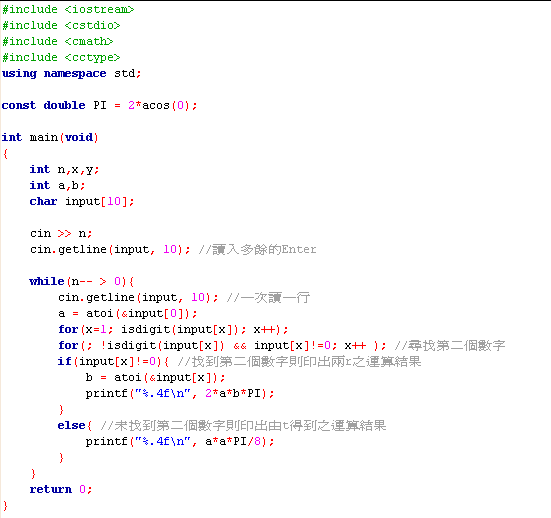 #include <iostream>
#include <cstdio>
#include <cmath>
#include <cctype>
using namespace std;

const double PI = 2*acos(0);

int main(void)
{
    int n,x,y;
    int a,b;
    char input[10];

    cin >> n;
    cin.getline(input, 10); //讀入多餘的Enter

    while(n-- > 0){
        cin.getline(input, 10); //一次讀一行
        a = atoi(&input[0]);
        for(x=1; isdigit(input[x]); x++);
        for(; !isdigit(input[x]) && input[x]!=0; x++ ); //尋找第二個數字
        if(input[x]!=0){ //找到第二個數字則印出兩r之運算結果
            b = atoi(&input[x]);
            printf("%.4f\n", 2*a*b*PI);
        }
        else{ //未找到第二個數字則印出由t得到之運算結果
            printf("%.4f\n", a*a*PI/8);
        }
    }
    return 0;
}